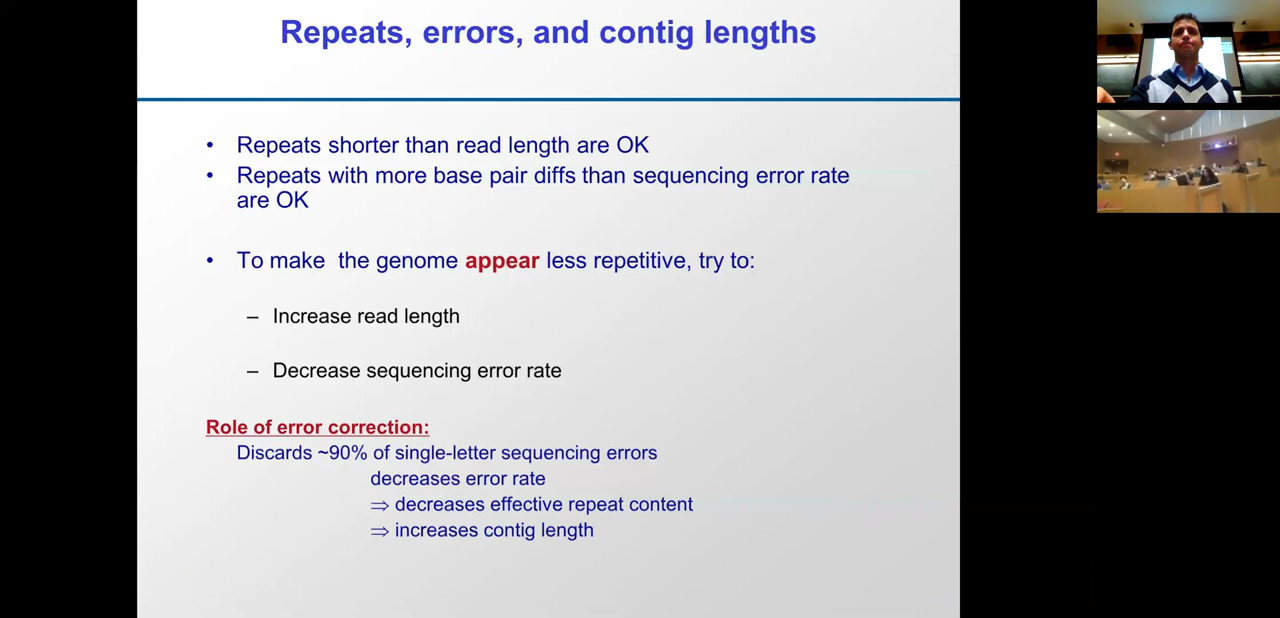 Repeats, errors, and contig lengths
• Repeats shorter than read length are OK
• Repeats with more base pair diffs than sequencing error rate
are OK
• To make the genome appear less repetitive, try to:
– Increase read length
– Decrease sequencing error rate
Role of error correction:
Discards ~90% of single-letter sequencing errors
decreases error rate
⇒ decreases effective repeat content
⇒ increases contig length